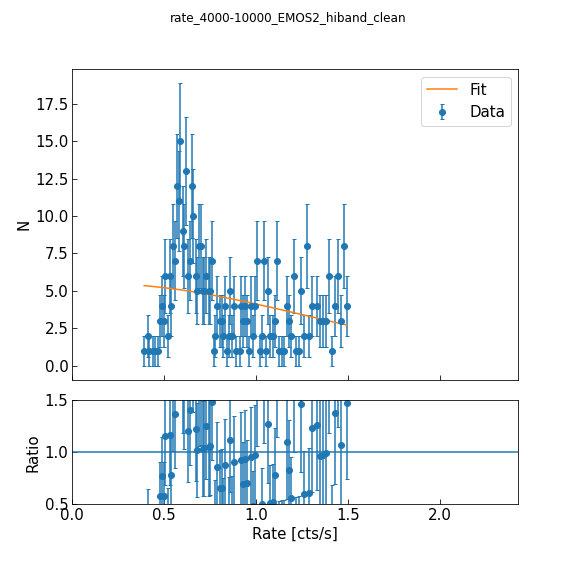 rate_4000-10000_EMOS2_hiband_clean
Fit
Data
17.5
15.0
12.5
10.0
7.5
5.0
2.5
0.0
N
1.5
1.0
0.5
Ratio
0.0 0.5 1.0 1.5 2.0
Rate [cts/s]